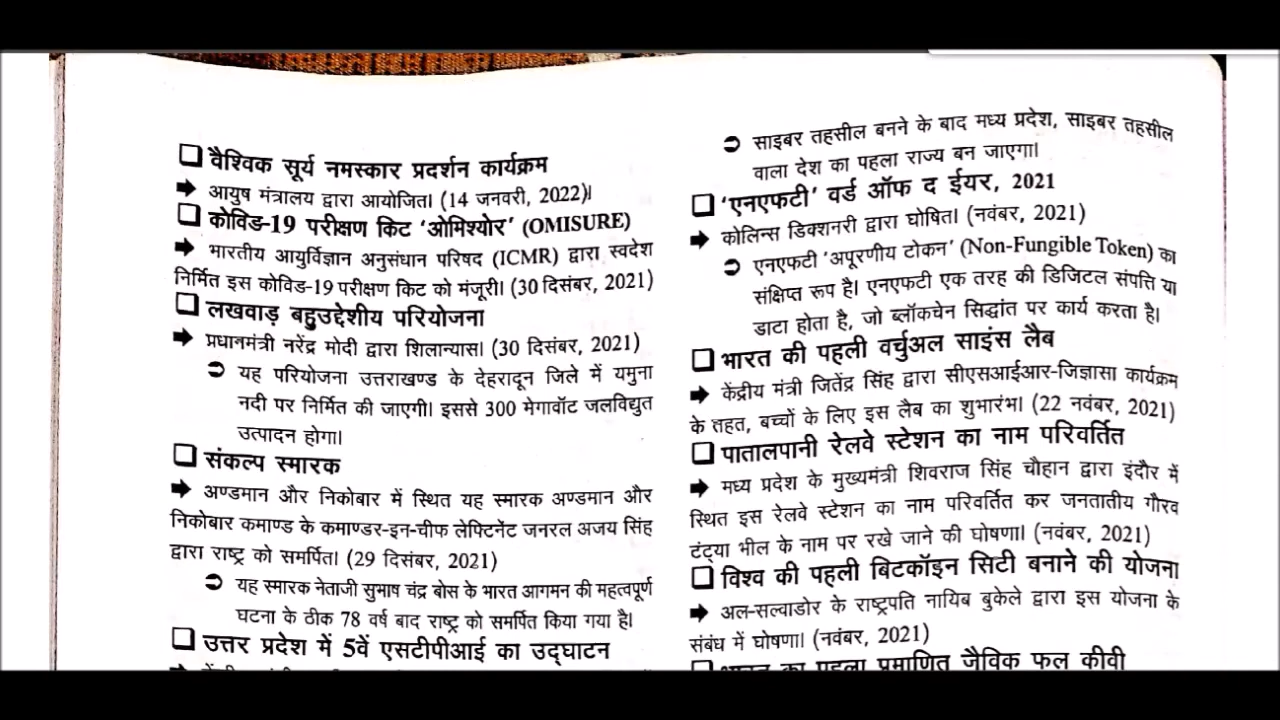 ❑ वैश्विक सूर्य नमस्कार प्रदर्शन कार्यक्रम
➡ आयुष मंत्रालय द्वारा आयोजित। (14 जनवरी, 2022)।
❑ कोविड-19 परीक्षण किट ‘ओमिश्योर’ (OMISURE)
➡ भारतीय आयुर्विज्ञान अनुसंधान परिषद (ICMR) द्वारा स्वदेश
निर्मित इस कोविड-19 परीक्षण किट को मंजूरी। (30 दिसंबर, 2021)
❑ लखवाड़ बहुउद्देशीय परियोजना
➡ प्रधानमंत्री नरेंद्र मोदी द्वारा शिलान्यास। (30 दिसंबर, 2021)
➲ यह परियोजना उत्तराखण्ड के देहरादून जिले में यमुना
नदी पर निर्मित की जाएगी। इससे 300 मेगावॉट जलविद्युत
उत्पादन होगा।
❑ संकल्प स्मारक
➡ अण्डमान और निकोबार में स्थित यह स्मारक अण्डमान और
निकोबार कमाण्ड के कमाण्डर-इन-चीफ लेफ्टिनेंट जनरल अजय सिंह
द्वारा राष्ट्र को समर्पित। (29 दिसंबर, 2021)
➲ यह स्मारक नेताजी सुभाष चंद्र बोस के भारत आगमन की महत्वपूर्ण
घटना के ठीक 78 वर्ष बाद राष्ट्र को समर्पित किया गया है।
❑ उत्तर प्रदेश में 5वें एसटीपीआई का उद्घाटन
➲ साइबर तहसील बनने के बाद मध्य प्रदेश, साइबर तहसील
वाला देश का पहला राज्य बन जाएगा।
❑ ‘एनएफटी’ वर्ड ऑफ द ईयर, 2021
➡ कोलिन्स डिक्शनरी द्वारा घोषित। (नवंबर, 2021)
➲ एनएफटी ‘अपूरणीय टोकन’ (Non-Fungible Token) का
संक्षिप्त रूप है। एनएफटी एक तरह की डिजिटल संपत्ति या
डाटा होता है, जो ब्लॉकचेन सिद्धांत पर कार्य करता है।
❑ भारत की पहली वर्चुअल साइंस लैब
➡ केंद्रीय मंत्री जितेंद्र सिंह द्वारा सीएसआईआर-जिज्ञासा कार्यक्रम
के तहत, बच्चों के लिए इस लैब का शुभारंभ। (22 नवंबर, 2021)
❑ पातालपानी रेलवे स्टेशन का नाम परिवर्तित
➡ मध्य प्रदेश के मुख्यमंत्री शिवराज सिंह चौहान द्वारा इंदौर में
स्थित इस रेलवे स्टेशन का नाम परिवर्तित कर जनतातीय गौरव
टंट्या भील के नाम पर रखे जाने की घोषणा। (नवंबर, 2021)
❑ विश्व की पहली बिटकॉइन सिटी बनाने की योजना
➡ अल-सल्वाडोर के राष्ट्रपति नायिब बुकेले द्वारा इस योजना के
संबंध में घोषणा। (नवंबर, 2021)
❑ भारत का पहला प्रमाणित जैविक फल कीवी